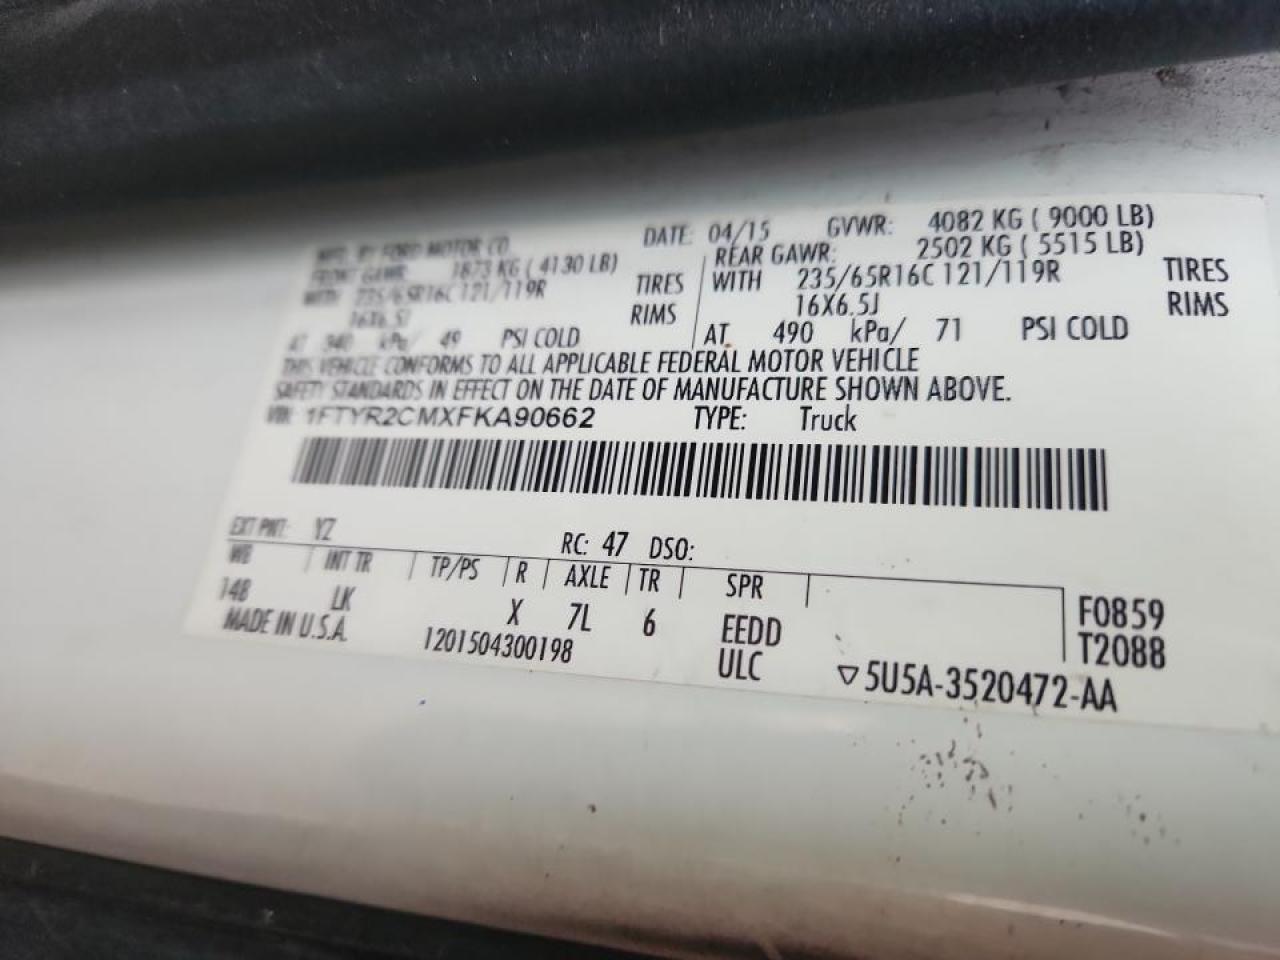 MFD. BY FORD MOTOR CO. DATE: 04/15 GVWR: 4082 KG ( 9000 LB)
FRONT GAWR: 1873 KG ( 4130 LB) REAR GAWR: 2502 KG ( 5515 LB)
WITH 235/65R16C 121/119R TIRES WITH 235/65R16C 121/119R TIRES
16X6.5J RIMS 16X6.5J RIMS
AT 340 kPa/ 49 PSI COLD AT 490 kPa/ 71 PSI COLD
THIS VEHICLE CONFORMS TO ALL APPLICABLE FEDERAL MOTOR VEHICLE
SAFETY STANDARDS IN EFFECT ON THE DATE OF MANUFACTURE SHOWN ABOVE.
VIN: 1FTYR2CMXFKA90662 TYPE: Truck
EXT PNT: YZ RC: 47 DSO:
WB INT TR TP/PS R AXLE TR SPR
148 LK X 7L 6 EEDD F0859
MADE IN U.S.A. 1201504300198 ULC ▽5U5A-3520472-AA T2088